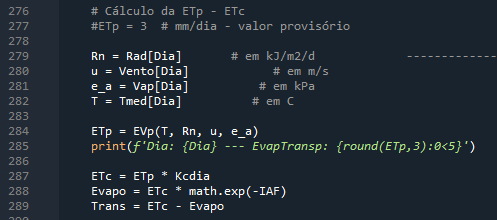 276 # Cálculo da ETp - ETc
277 #ETp = 3 # mm/dia - valor provisório
278
279 Rn = Rad[Dia] # em kJ/m2/d -------------
280 u = Vento[Dia] # em m/s
281 e_a = Vap[Dia] # em kPa
282 T = Tmed[Dia] # em C
283
284 ETp = EVp(T, Rn, u, e_a)
285 print(f'Dia: {Dia} --- EvapTransp: {round(ETp,3):0<5}')
286
287 ETc = ETp * Kcdia
288 Evapo = ETc * math.exp(-IAF)
289 Trans = ETc - Evapo